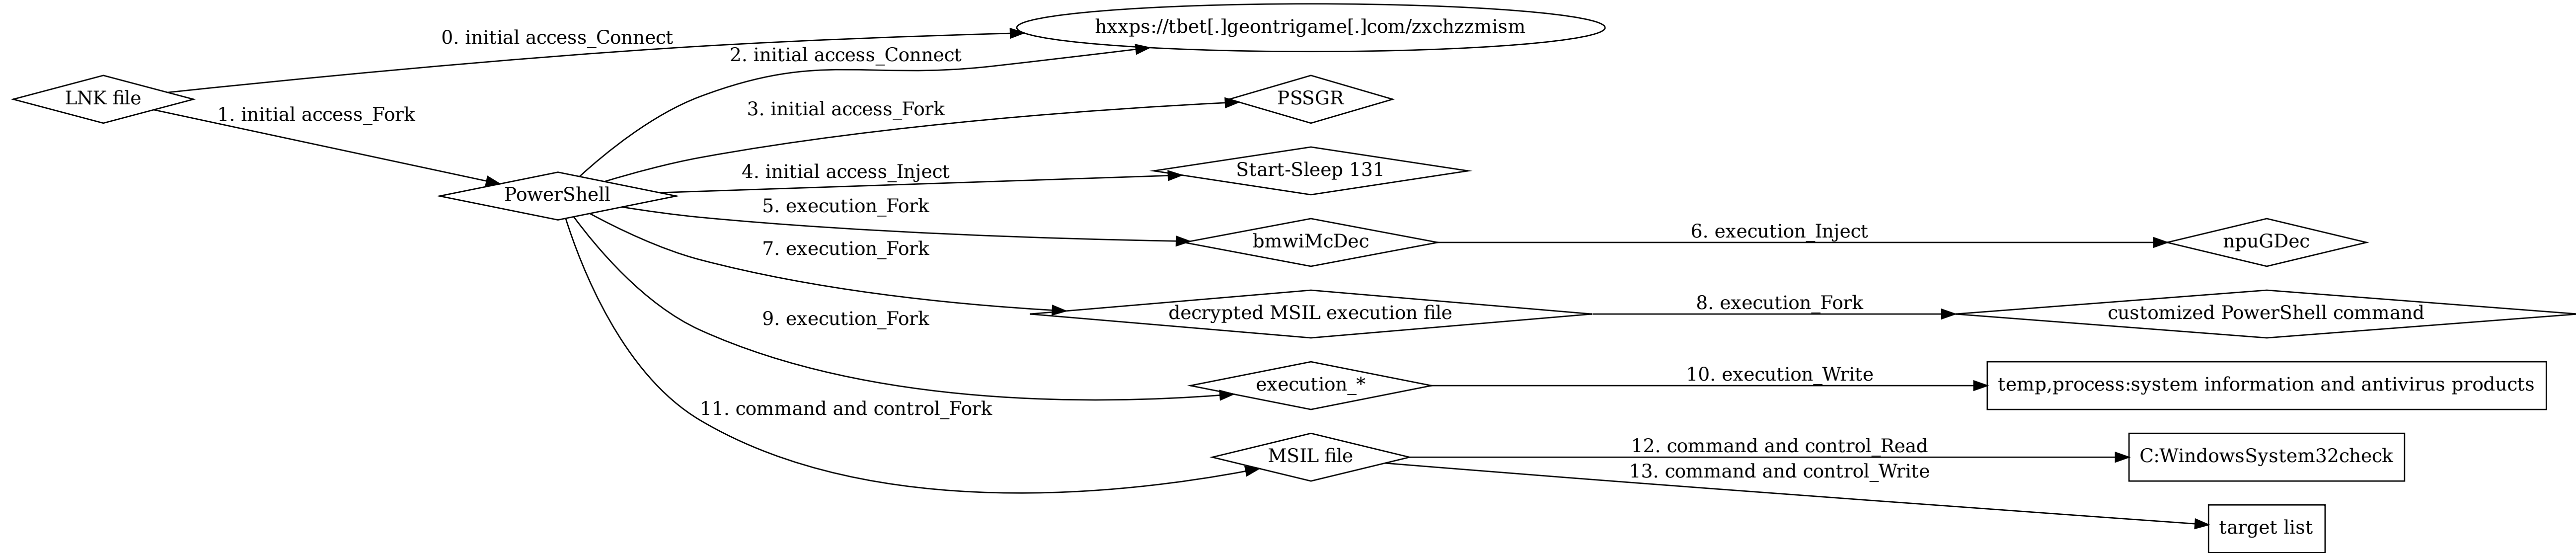 0. initial access_Connect
hxxps://tbet[.]geontrigame[.]com/zxchzzmism
2. initial access_Connect
LNK file
1. initial access_Fork
3. initial access_Fork
PSSGR
4. initial access_Inject
Start-Sleep 131
PowerShell
5. execution_Fork
bmwiMcDec
6. execution_Inject
npuGDec
7. execution_Fork
decrypted MSIL execution file
8. execution_Fork
customized PowerShell command
9. execution_Fork
execution_*
10. execution_Write
temp,process:system information and antivirus products
11. command and control_Fork
MSIL file
12. command and control_Read
C:WindowsSystem32check
13. command and control_Write
target list